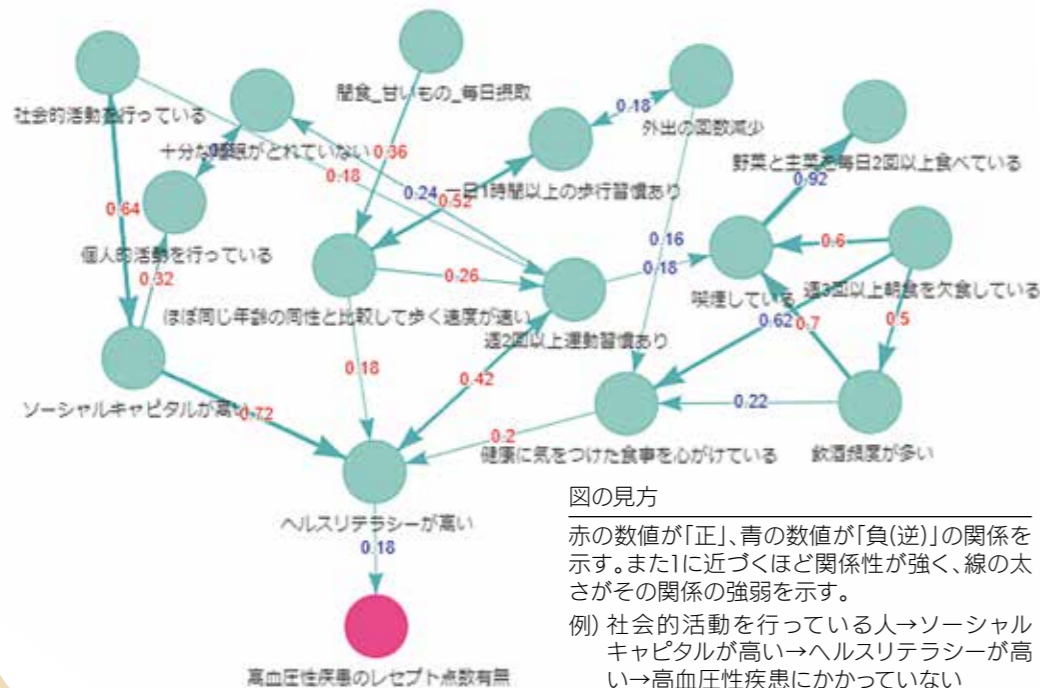 社会的活動を行っている
十分な睡眠がとれていない
間食_甘いもの_毎日摂取
0.18
外出の回数減少
野菜と主菜を毎日2回以上食べている
0.36
0.18
0.24
0.52
一日1時間以上の歩行習慣あり
0.92
0.64
個人的活動を行っている
0.32
0.26
0.16
0.18
0.6
喫煙している
週3回以上朝食を欠食している
ほぼ同じ年齢の同性と比較して歩く速度が速い
週2回以上運動習慣あり
0.62
0.7
0.5
0.18
0.42
ソーシャルキャピタルが高い
0.72
0.2
0.22
健康に気をつけた食事を心がけている
飲酒頻度が多い
ヘルスリテラシーが高い
0.18
高血圧性疾患のレセプト点数有無
図の見方
赤の数値が「正」、青の数値が「負(逆)」の関係を
示す。また1に近づくほど関係性が強く、線の太
さがその関係の強弱を示す。
例) 社会的活動を行っている人→ソーシャル
キャピタルが高い→ヘルスリテラシーが高
い→高血圧性疾患にかかっていない